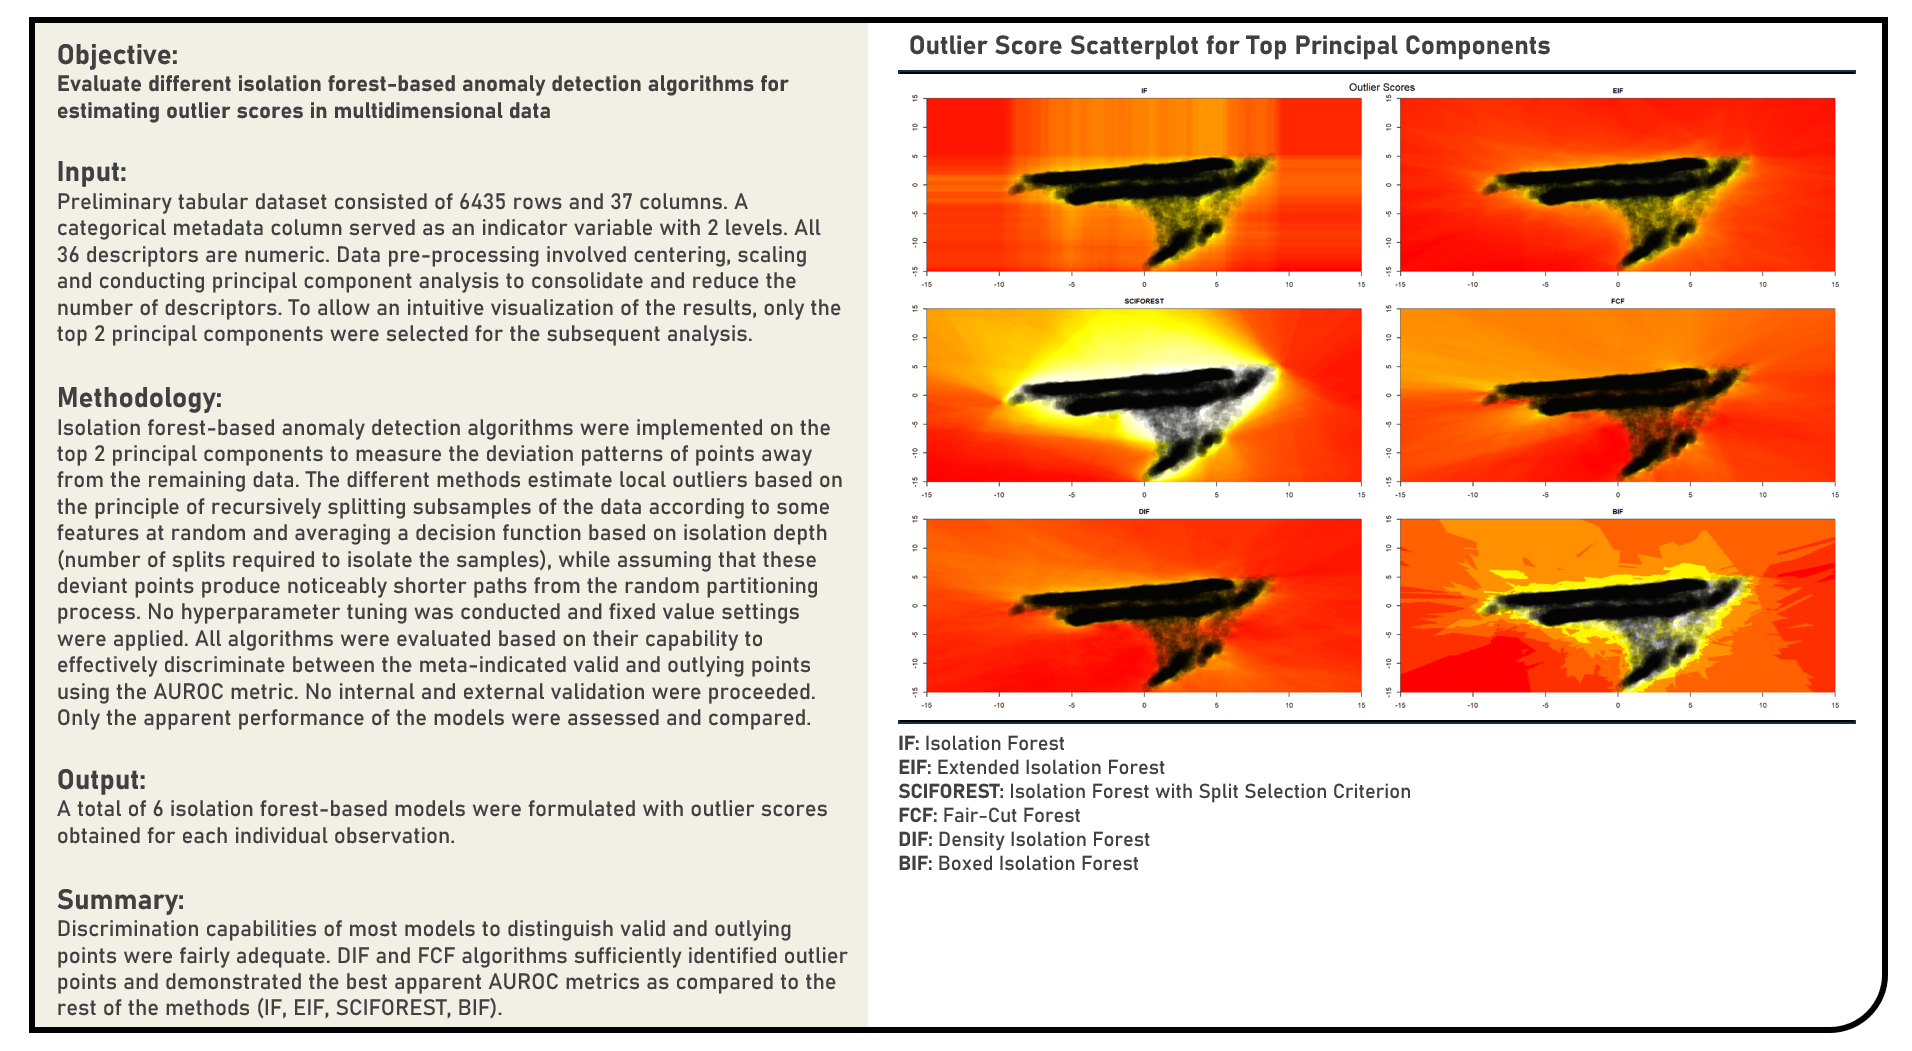 Objective:
Evaluate different isolation forest-based anomaly detection algorithms for
estimating outlier scores in multidimensional data
Input:
Preliminary tabular dataset consisted of 6435 rows and 37 columns. A
categorical metadata column served as an indicator variable with 2 levels. All
36 descriptors are numeric. Data pre-processing involved centering, scaling
and conducting principal component analysis to consolidate and reduce the
number of descriptors. To allow an intuitive visualization of the results, only the
top 2 principal components were selected for the subsequent analysis.
Methodology:
Isolation forest-based anomaly detection algorithms were implemented on the
top 2 principal components to measure the deviation patterns of points away
from the remaining data. The different methods estimate local outliers based on
the principle of recursively splitting subsamples of the data according to some
features at random and averaging a decision function based on isolation depth
(number of splits required to isolate the samples), while assuming that these
deviant points produce noticeably shorter paths from the random partitioning
process. No hyperparameter tuning was conducted and fixed value settings
were applied. All algorithms were evaluated based on their capability to
effectively discriminate between the meta-indicated valid and outlying points
using the AUROC metric. No internal and external validation were proceeded.
Only the apparent performance of the models were assessed and compared.
Output:
A total of 6 isolation forest-based models were formulated with outlier scores
obtained for each individual observation.
Summary:
Discrimination capabilities of most models to distinguish valid and outlying
points were fairly adequate. DIF and FCF algorithms sufficiently identified outlier
points and demonstrated the best apparent AUROC metrics as compared to the
rest of the methods (IF, EIF, SCIFOREST, BIF).
Outlier Score Scatterplot for Top Principal Components
Outlier Scores
IF
15
10
5
0
-5
-10
-15
-15 -10 -5 0 5 10 15
EIF
15
10
5
0
-5
-10
-15
-15 -10 -5 0 5 10 15
SCIFOREST
15
10
5
0
-5
-10
-15
-15 -10 -5 0 5 10 15
FCF
15
10
5
0
-5
-10
-15
-15 -10 -5 0 5 10 15
DIF
15
10
5
0
-5
-10
-15
-15 -10 -5 0 5 10 15
BIF
15
10
5
0
-5
-10
-15
-15 -10 -5 0 5 10 15
IF: Isolation Forest
EIF: Extended Isolation Forest
SCIFOREST: Isolation Forest with Split Selection Criterion
FCF: Fair-Cut Forest
DIF: Density Isolation Forest
BIF: Boxed Isolation Forest